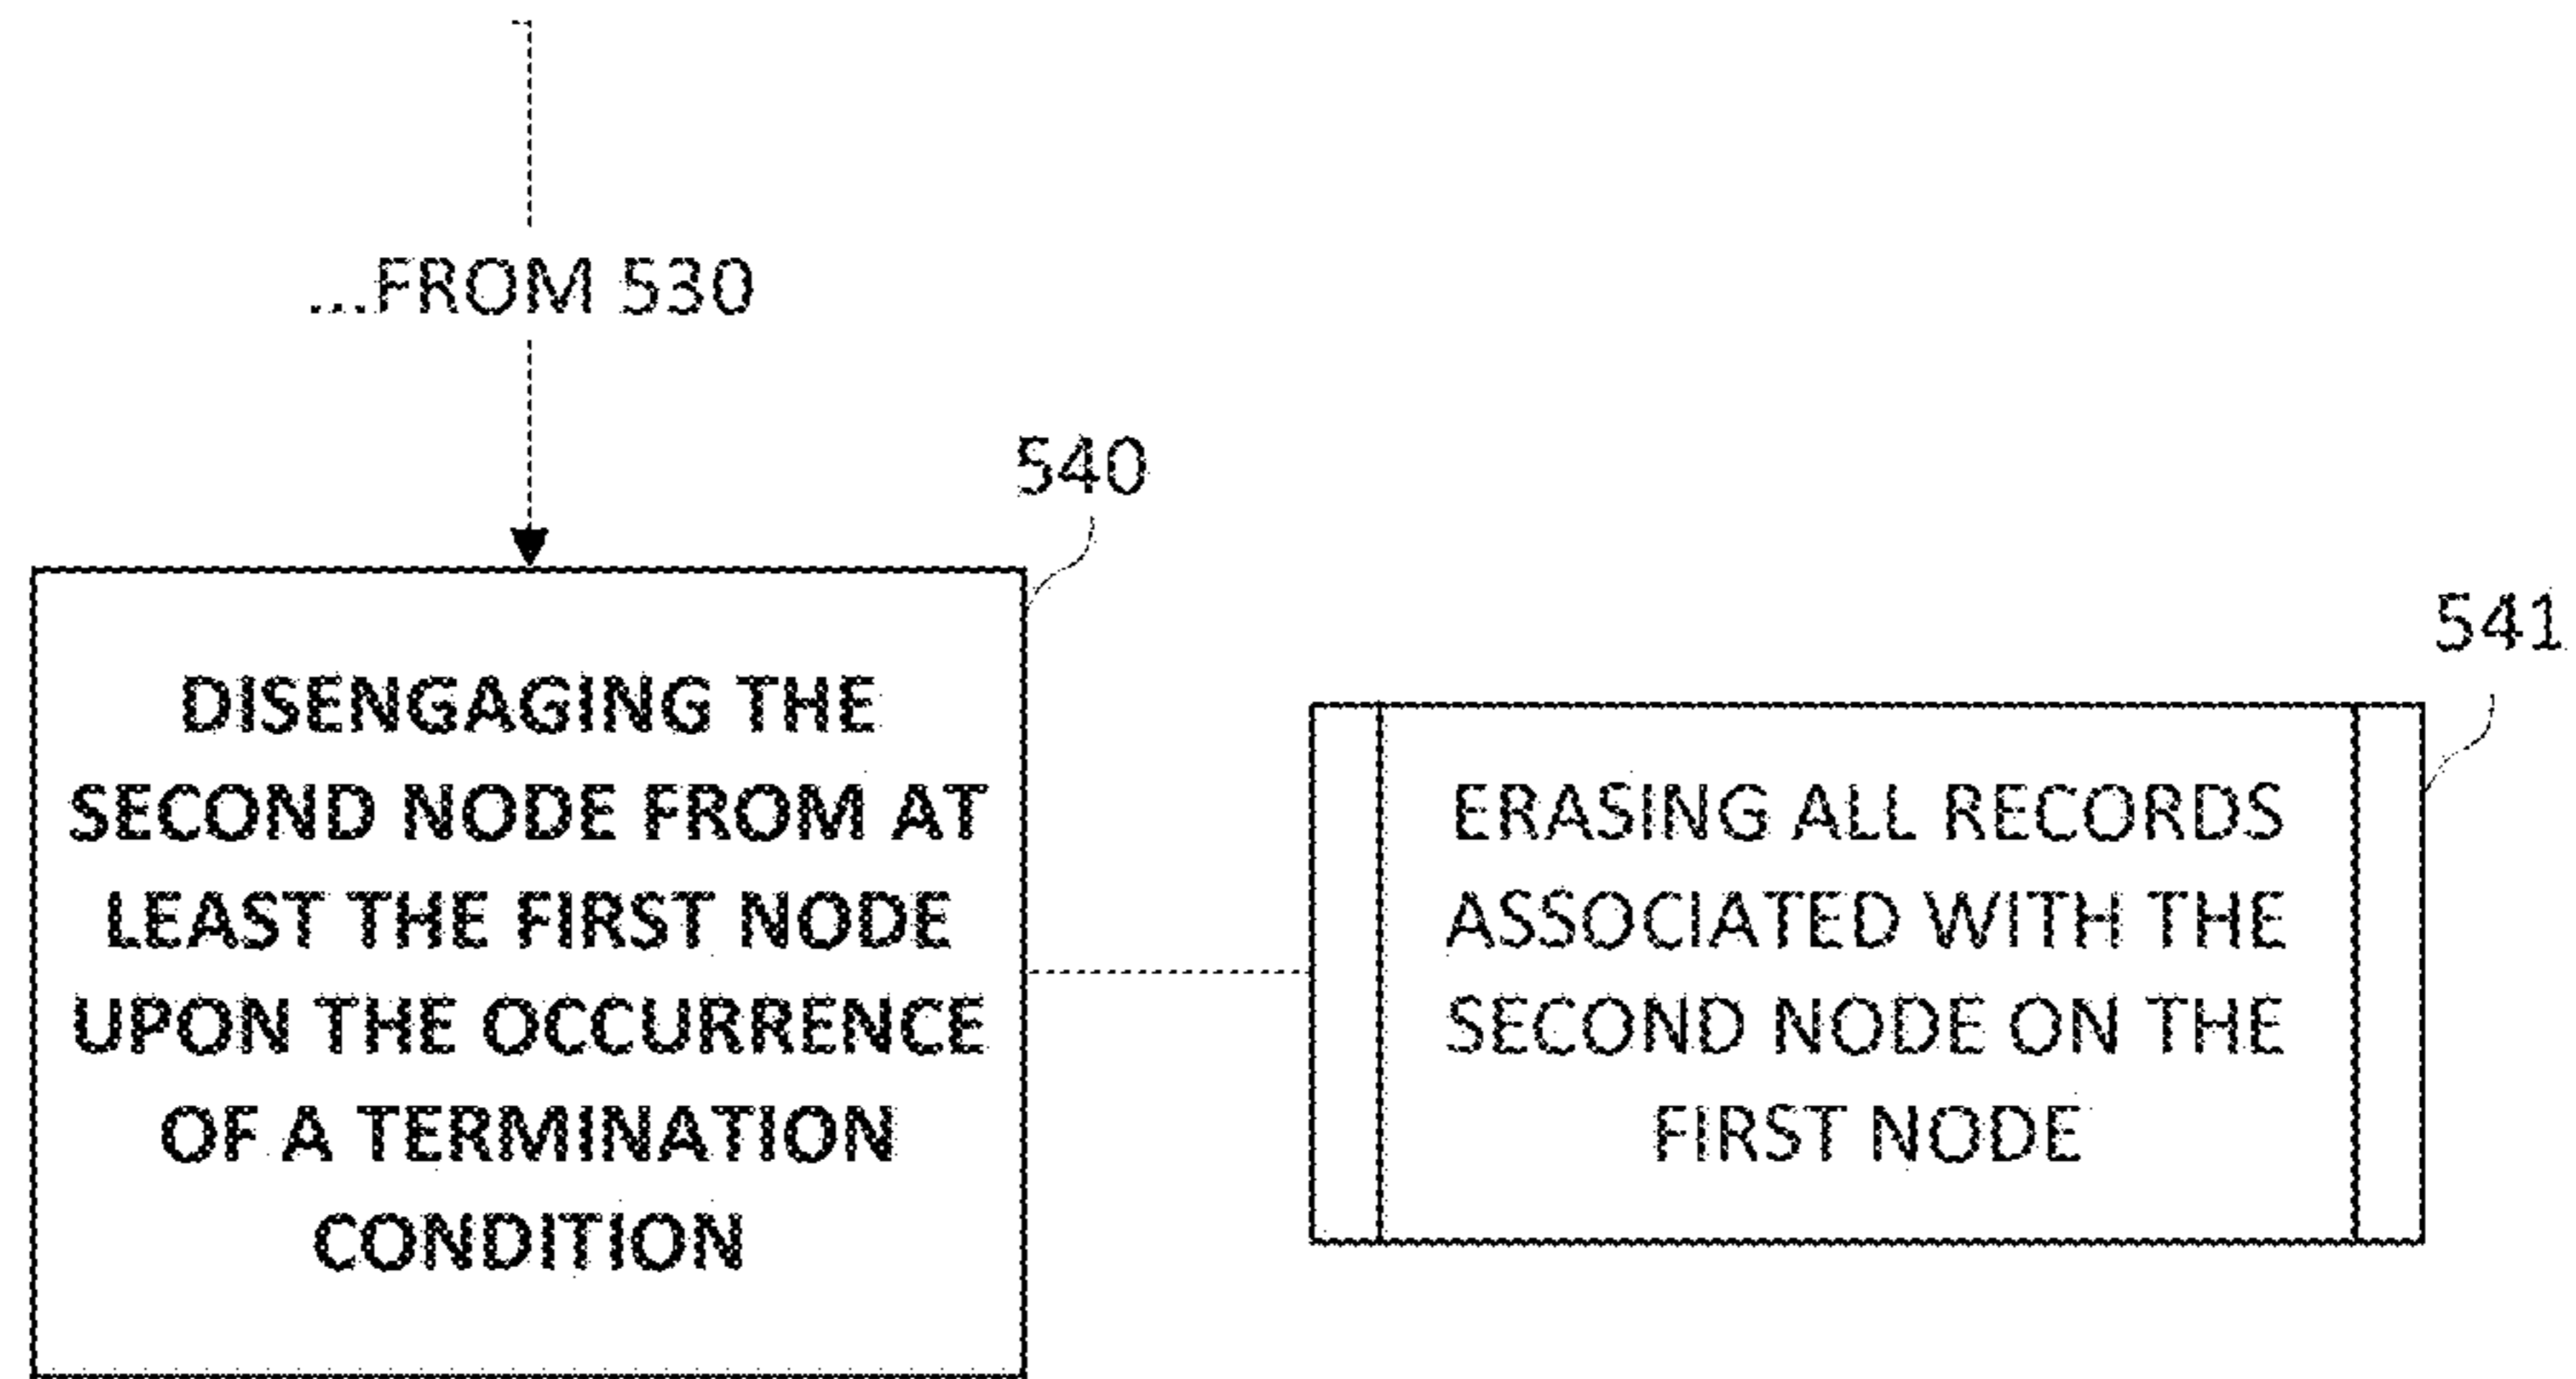 ...FROM 530
540
DISENGAGING THE
SECOND NODE FROM AT
LEAST THE FIRST NODE
UPON THE OCCURRENCE
OF A TERMINATION
CONDITION
541
ERASING ALL RECORDS
ASSOCIATED WITH THE
SECOND NODE ON THE
FIRST NODE